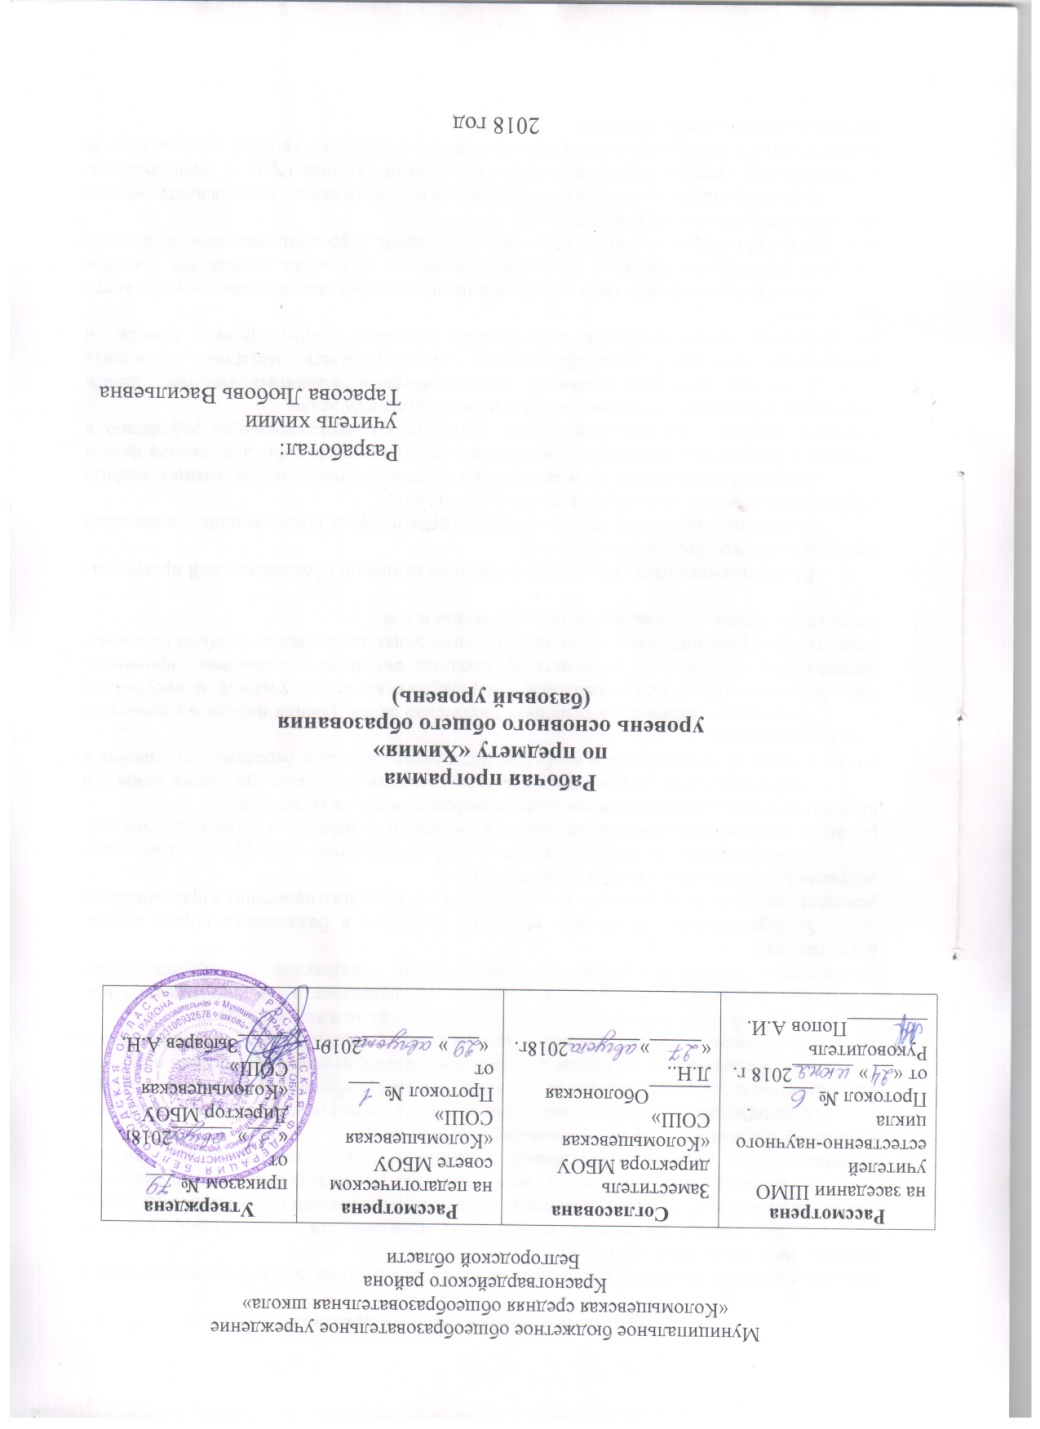 Муниципальное бюджетное общеобразовательное учреждение
«Коломыцевская средняя общеобразовательная школа»
Красногвардейского района
Белгородской области
Рассмотрена
на заседании ШМО
учителей
естественно-научного
цикла
Протокол № 6
от «24» июня 2018 г.
Руководитель
Попов А.И.
Согласована
Заместитель
директора МБОУ
«Коломыцевская
СОШ»
Оболонская
Л.Н..
«27» августа 2018г.
Рассмотрена
на педагогическом
совете МБОУ
«Коломыцевская
СОШ»
Протокол № 1
от
«29» августа 201
Утверждена
приказом № 79
от
2018
Директор МБОУ
«Коломыцевская
СОШ»
Зыбарев А.Н.
Рабочая программа
по предмету «Химия»
уровень основного общего образования
(базовый уровень)
Разработал:
учитель химии
Тарасова Любовь Васильевна
2018 год